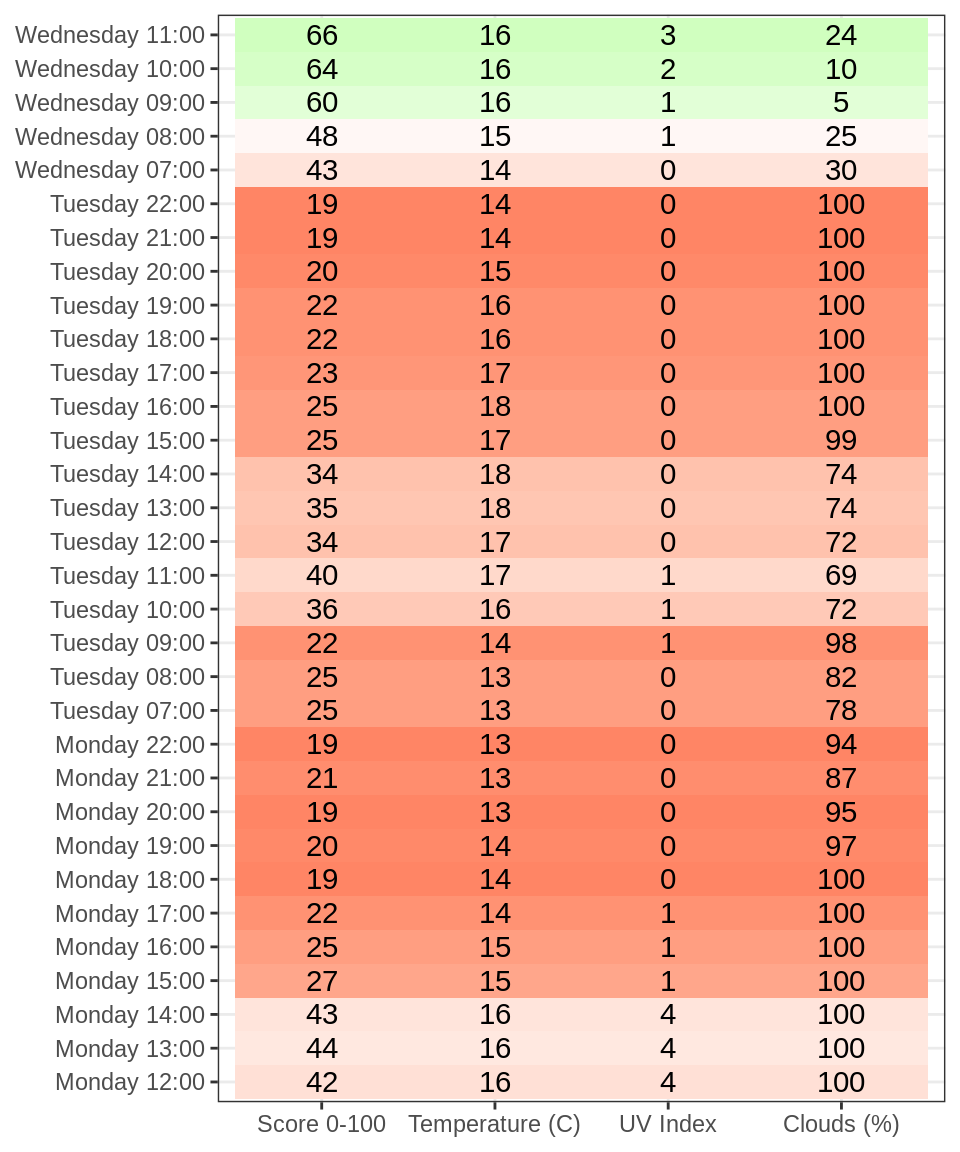 Wednesday 11:00 66 16 3 24
Wednesday 10:00 64 16 2 10
Wednesday 09:00 60 16 1 5
Wednesday 08:00 48 15 1 25
Wednesday 07:00 43 14 0 30
Tuesday 22:00 19 14 0 100
Tuesday 21:00 19 14 0 100
Tuesday 20:00 20 15 0 100
Tuesday 19:00 22 16 0 100
Tuesday 18:00 22 16 0 100
Tuesday 17:00 23 17 0 100
Tuesday 16:00 25 18 0 100
Tuesday 15:00 25 17 0 99
Tuesday 14:00 34 18 0 74
Tuesday 13:00 35 18 0 74
Tuesday 12:00 34 17 0 72
Tuesday 11:00 40 17 1 69
Tuesday 10:00 36 16 1 72
Tuesday 09:00 22 14 1 98
Tuesday 08:00 25 13 0 82
Tuesday 07:00 25 13 0 78
Monday 22:00 19 13 0 94
Monday 21:00 21 13 0 87
Monday 20:00 19 13 0 95
Monday 19:00 20 14 0 97
Monday 18:00 19 14 0 100
Monday 17:00 22 14 1 100
Monday 16:00 25 15 1 100
Monday 15:00 27 15 1 100
Monday 14:00 43 16 4 100
Monday 13:00 44 16 4 100
Monday 12:00 42 16 4 100
Score 0-100 Temperature (C) UV Index Clouds (%)